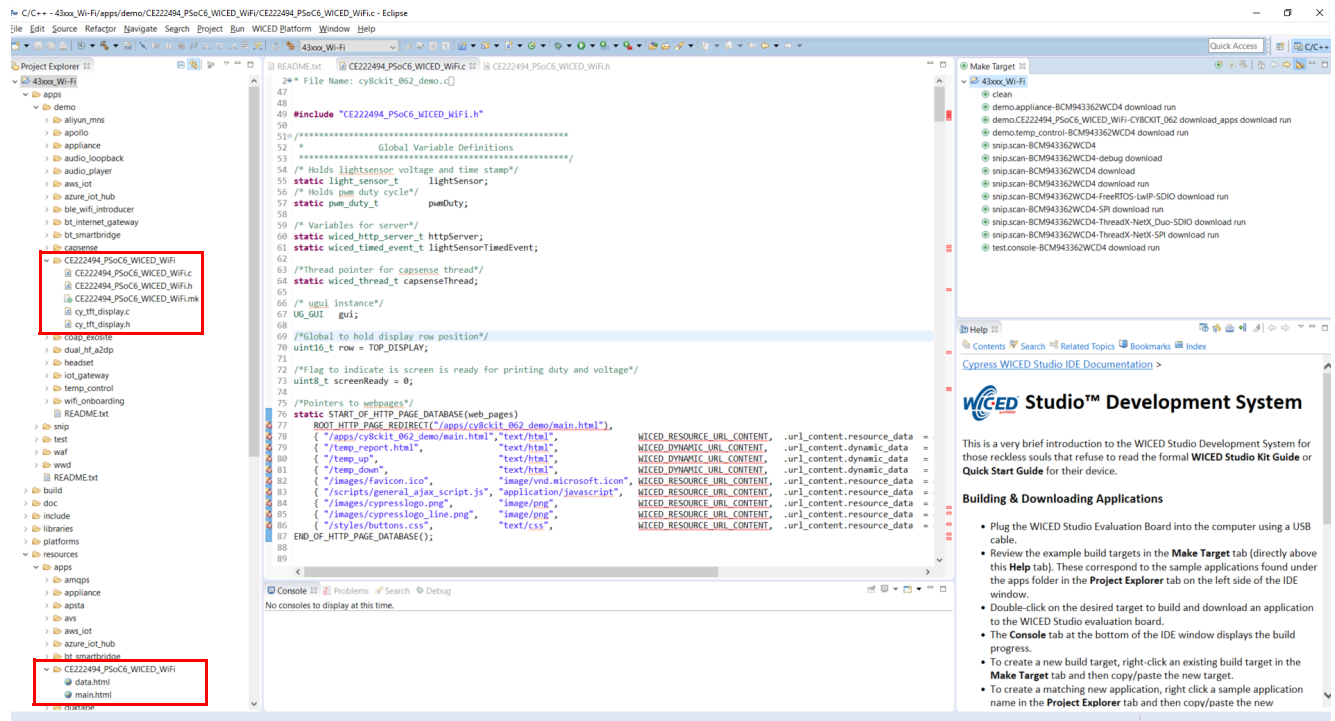 C/C++ - 43xxx_Wi-Fi/apps/demo/CE222494_PSoC6_WICED_WiFi/CE222494_PSoC6_WICED_WiFi.c - Eclipse
File Edit Source Refactor Navigate Search Project Run WICED Platform Window Help
43xxx_Wi-Fi
Quick Access
C/C++
Project Explorer
43xxx_Wi-Fi
apps
demo
aliyun_mns
apollo
appliance
audio_loopback
audio_player
aws_iot
azure_iot_hub
ble_wifi_introducer
bt_internet_gateway
bt_smartbridge
capsense
CE222494_PSoC6_WICED_WiFi
CE222494_PSoC6_WICED_WiFi.c
CE222494_PSoC6_WICED_WiFi.h
CE222494_PSoC6_WICED_WiFi.mk
cy_tft_display.c
cy_tft_display.h
coap_exosite
dual_hf_a2dp
headset
iot_gateway
temp_control
wifi_onboarding
README.txt
snip
test
waf
wwd
README.txt
build
doc
include
libraries
platforms
resources
apps
amqps
appliance
apsta
avs
aws_iot
azure_iot_hub
bt_smartbridge
CE222494_PSoC6_WICED_WiFi
data.html
main.html
duktape
README.txt CE222494_PSoC6_WICED_WiFi.c CE222494_PSoC6_WICED_WiFi.h
2 * File Name: cy8ckit_062_demo.c
47
48
49 #include "CE222494_PSoC6_WICED_WiFi.h"
50
51 /*******************************************************
52 * Global Variable Definitions
53 *******************************************************/
54 /* Holds lightsensor voltage and time stamp*/
55 static light_sensor_t lightSensor;
56 /* Holds pwm duty cycle*/
57 static pwm_duty_t pwmDuty;
58
59 /* Variables for server*/
60 static wiced_http_server_t httpServer;
61 static wiced_timed_event_t lightSensorTimedEvent;
62
63 /*Thread pointer for capsense thread*/
64 static wiced_thread_t capsenseThread;
65
66 /* ugui instance*/
67 UG_GUI gui;
68
69 /*Global to hold display row position*/
70 uint16_t row = TOP_DISPLAY;
71
72 /*Flag to indicate is screen is ready for printing duty and voltage*/
73 uint8_t screenReady = 0;
74
75 /*Pointers to webpages*/
76 static START_OF_HTTP_PAGE_DATABASE(web_pages)
77 ROOT_HTTP_PAGE_REDIRECT("/apps/cy8ckit_062_demo/main.html"),
78 { "/apps/cy8ckit_062_demo/main.html","text/html", WICED_RESOURCE_URL_CONTENT, .url_content.resource_data =
79 { "/temp_report.html", "text/html", WICED_DYNAMIC_URL_CONTENT, .url_content.dynamic_data =
80 { "/temp_up", "text/html", WICED_DYNAMIC_URL_CONTENT, .url_content.dynamic_data =
81 { "/temp_down", "text/html", WICED_DYNAMIC_URL_CONTENT, .url_content.dynamic_data =
82 { "/images/favicon.ico", "image/vnd.microsoft.icon", WICED_RESOURCE_URL_CONTENT, .url_content.resource_data =
83 { "/scripts/general_ajax_script.js", "application/javascript", WICED_RESOURCE_URL_CONTENT, .url_content.resource_data =
84 { "/images/cypresslogo.png", "image/png", WICED_RESOURCE_URL_CONTENT, .url_content.resource_data =
85 { "/images/cypresslogo_line.png", "image/png", WICED_RESOURCE_URL_CONTENT, .url_content.resource_data =
86 { "/styles/buttons.css", "text/css", WICED_RESOURCE_URL_CONTENT, .url_content.resource_data =
87 END_OF_HTTP_PAGE_DATABASE();
88
89
Console Problems Search Debug
No consoles to display at this time.
Make Target
43xxx_Wi-Fi
clean
demo.appliance-BCM943362WCD4 download run
demo.CE222494_PSoC6_WICED_WiFi-CY8CKIT_062 download_apps download run
demo.temp_control-BCM943362WCD4 download run
snip.scan-BCM943362WCD4
snip.scan-BCM943362WCD4-debug download
snip.scan-BCM943362WCD4 download
snip.scan-BCM943362WCD4 download run
snip.scan-BCM943362WCD4-FreeRTOS-LwIP-SDIO download run
snip.scan-BCM943362WCD4-SPI download run
snip.scan-BCM943362WCD4-ThreadX-NetX_Duo-SDIO download run
snip.scan-BCM943362WCD4-ThreadX-NetX-SPI download run
test.console-BCM943362WCD4 download run
Help
Contents Search Related Topics Bookmarks Index
Cypress WICED Studio IDE Documentation >
WICED Studio™ Development System
This is a very brief introduction to the WICED Studio Development System for
those reckless souls that refuse to read the formal WICED Studio Kit Guide or
Quick Start Guide for their device.
Building & Downloading Applications
• Plug the WICED Studio Evaluation Board into the computer using a USB
cable.
• Review the example build targets in the Make Target tab (directly above
this Help tab). These correspond to the sample applications found under
the apps folder in the Project Explorer tab on the left side of the IDE
window.
• Double-click on the desired target to build and download an application
to the WICED Studio evaluation board.
• The Console tab at the bottom of the IDE window displays the build
progress.
• To create a new build target, right-click an existing build target in the
Make Target tab and then copy/paste the new target.
• To create a matching new application, right click a sample application
name in the Project Explorer tab and then copy/paste the new